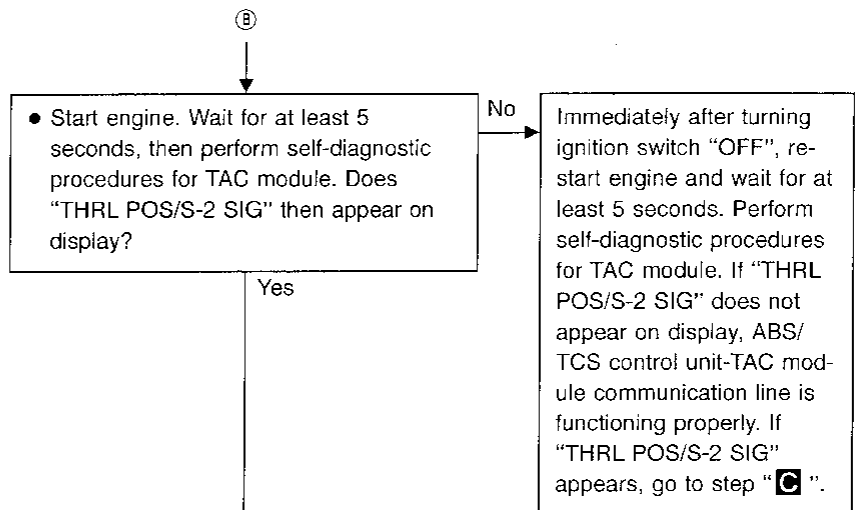 Ⓑ
● Start engine. Wait for at least 5
seconds, then perform self-diagnostic
procedures for TAC module. Does
“THRL POS/S-2 SIG” then appear on
display?
No
Yes
Immediately after turning
ignition switch “OFF”, re-
start engine and wait for at
least 5 seconds. Perform
self-diagnostic procedures
for TAC module. If “THRL
POS/S-2 SIG” does not
appear on display, ABS/
TCS control unit-TAC mod-
ule communication line is
functioning properly. If
“THRL POS/S-2 SIG”
appears, go to step “ C ”.